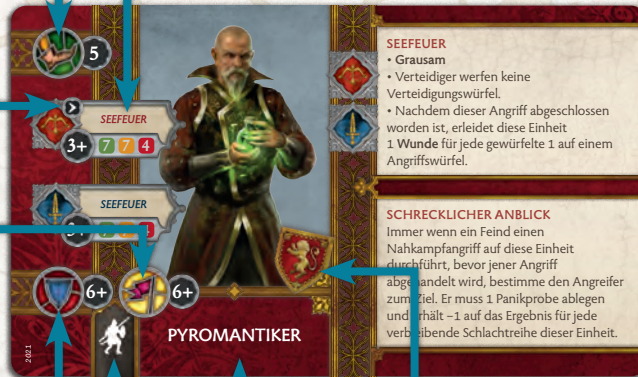 5
SEEFEUER
3+ 7 7 4
SEEFEUER
6+ 6+
PYROMANTIKER
2021
SEEFEUER
• Grausam
• Verteidiger werfen keine
Verteidigungswürfel.
• Nachdem dieser Angriff abgeschlossen
worden ist, erleidet diese Einheit
1 Wunde für jede gewürfelte 1 auf einem
Angriffswürfel.
SCHRECKLICHER ANBLICK
Immer wenn ein Feind einen
Nahkampfangriff auf diese Einheit
durchführt, bevor jener Angriff
abgehandelt wird, bestimme den Angreifer
zum Ziel. Er muss 1 Panikprobe ablegen
und erhält –1 auf das Ergebnis für jede
verbleibende Schlachtreihe dieser Einheit.